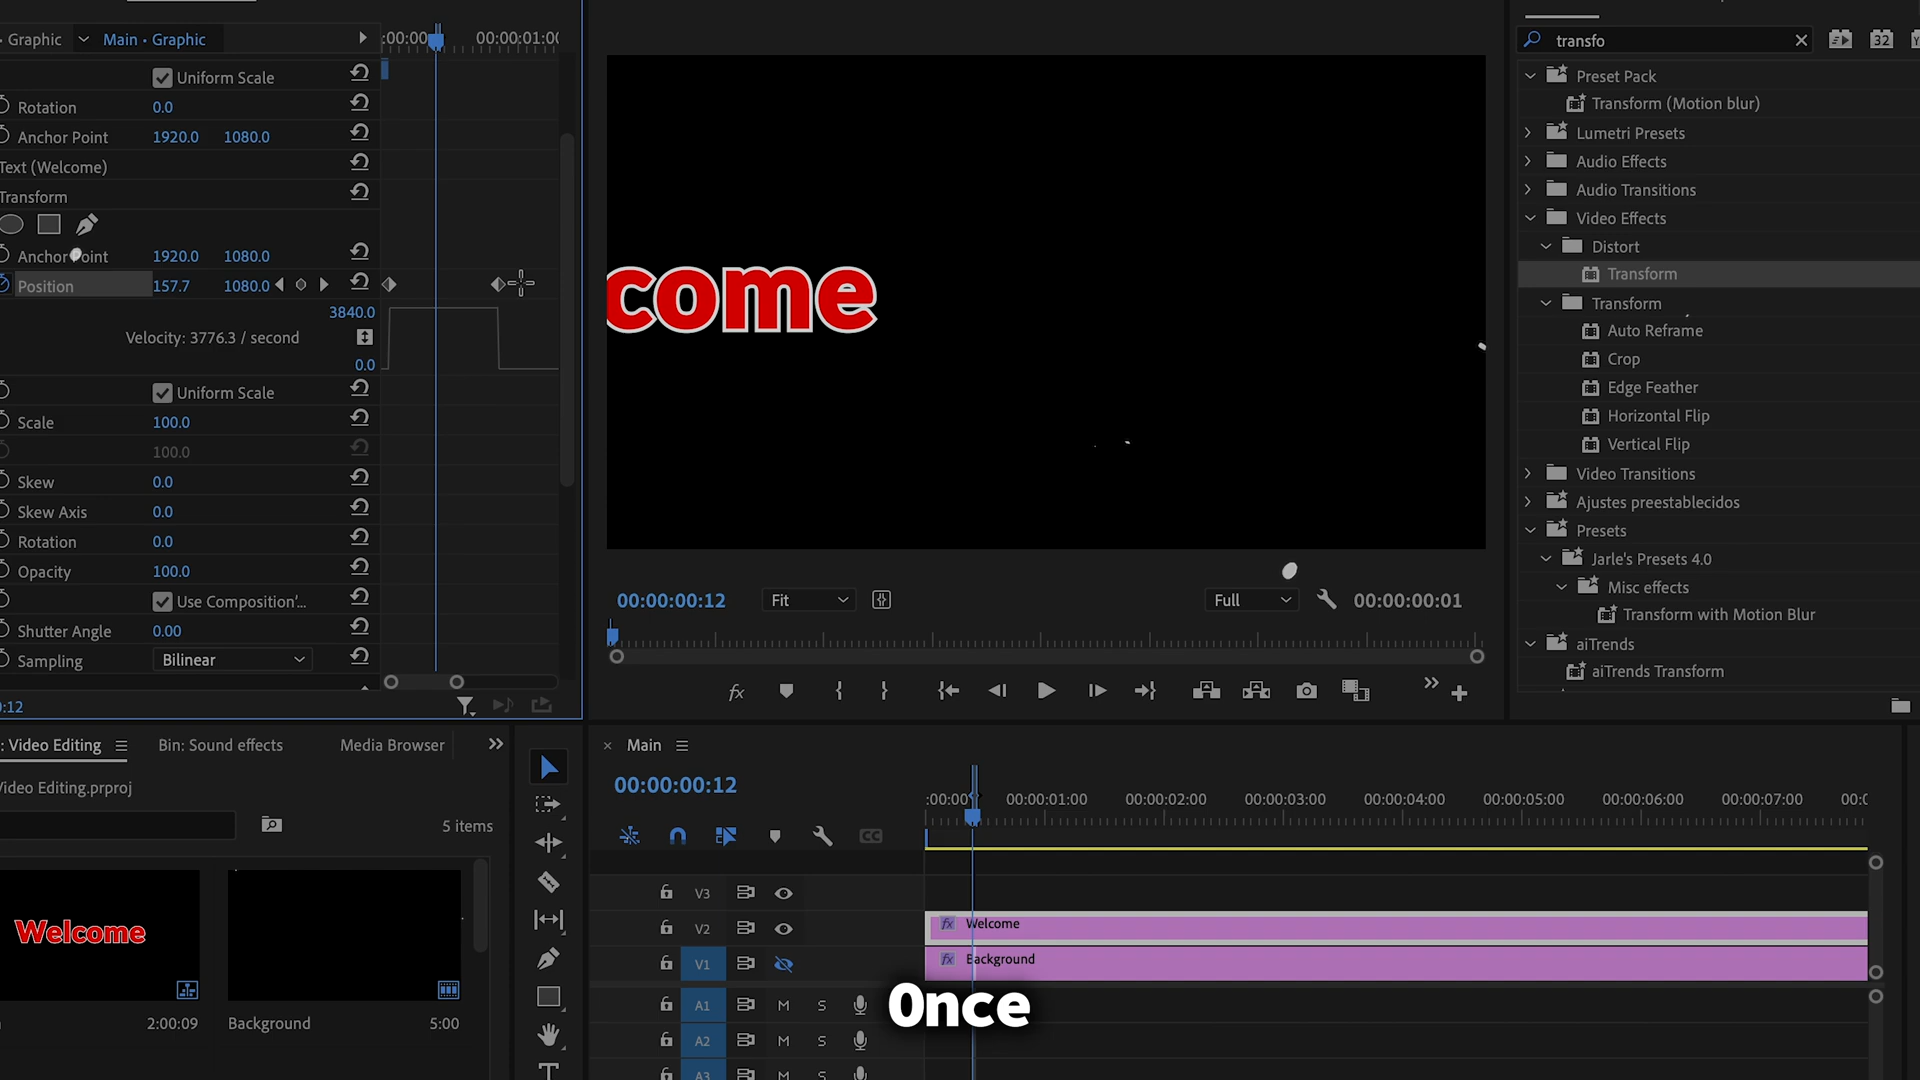 Graphic
Main · Graphic
:00:00
00:00:01:00
Uniform Scale
Rotation
0.0
Anchor Point
1920.0
1080.0
Text (Welcome)
Transform
Anchor Point
1920.0
1080.0
Position
157.7
1080.0
3840.0
Velocity: 3776.3 / second
0.0
Uniform Scale
Scale
100.0
100.0
Skew
0.0
Skew Axis
0.0
Rotation
0.0
Opacity
100.0
Use Composition'...
Shutter Angle
0.00
Sampling
Bilinear
:12
come
00:00:00:12
Fit
Full
00:00:00:01
fx
transfo
32
Preset Pack
Transform (Motion blur)
Lumetri Presets
Audio Effects
Audio Transitions
Video Effects
Distort
Transform
Transform
Auto Reframe
Crop
Edge Feather
Horizontal Flip
Vertical Flip
Video Transitions
Ajustes preestablecidos
Presets
Jarle's Presets 4.0
Misc effects
Transform with Motion Blur
aiTrends
aiTrends Transform
: Video Editing
Bin: Sound effects
Media Browser
Video Editing.prproj
5 items
Welcome
2:00:09
Background
5:00
Main
00:00:00:12
:00:00
00:00:01:00
00:00:02:00
00:00:03:00
00:00:04:00
00:00:05:00
00:00:06:00
00:00:07:00
00:0
CC
V3
V2
fx
Welcome
V1
fx
Background
A1
M
S
A2
M
S
A3
M
S
T
Once